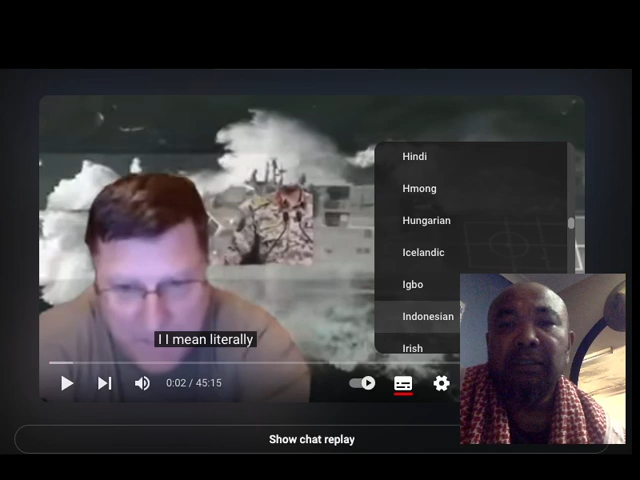 Hindi
Hmong
Hungarian
Icelandic
Igbo
Indonesian
Irish
I I mean literally
0:02 / 45:15
Show chat replay